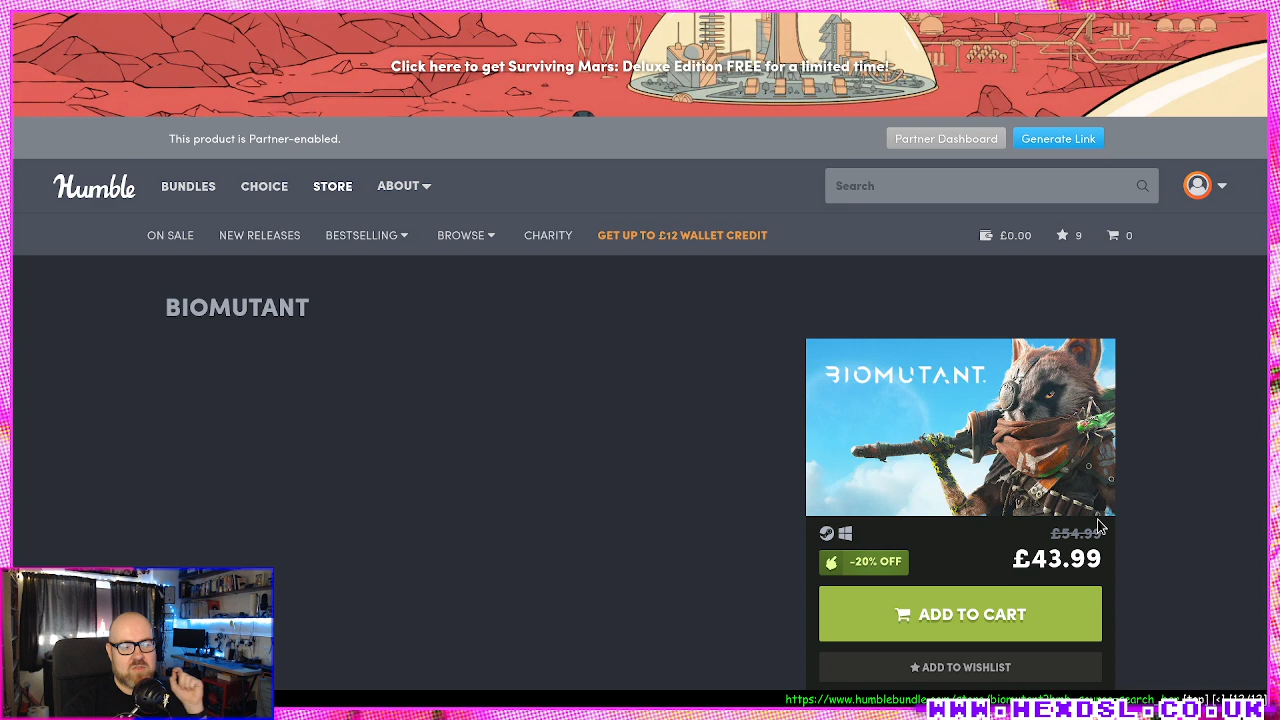 Click here to get Surviving Mars: Deluxe Edition FREE for a limited time!
This product is Partner-enabled.
Partner Dashboard
Generate Link
Humble
BUNDLES
CHOICE
STORE
ABOUT
Search
ON SALE
NEW RELEASES
BESTSELLING
BROWSE
CHARITY
GET UP TO £12 WALLET CREDIT
£0.00
9
0
BIOMUTANT
BIOMUTANT.
£54.99
-20% OFF
£43.99
ADD TO CART
ADD TO WISHLIST
WWW.HEXDSL.CO.UK